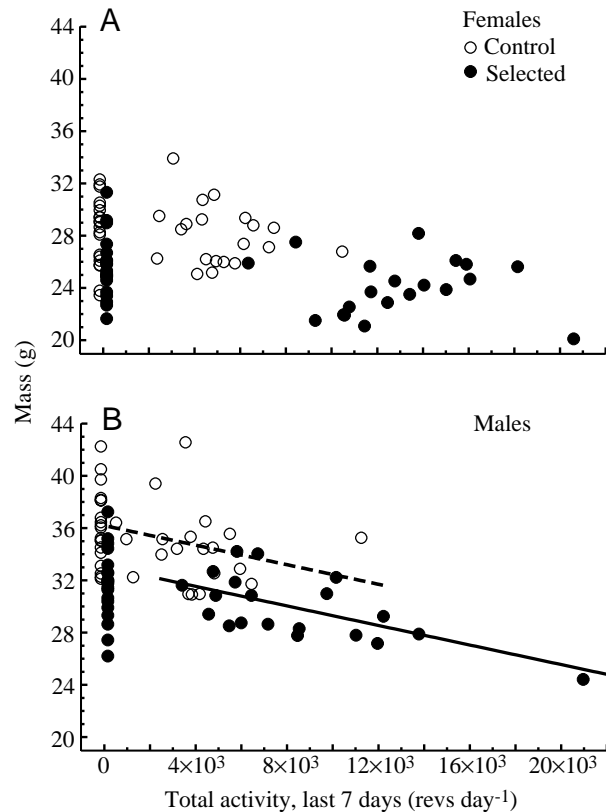 A
Females
Control
Selected
44
40
36
32
28
24
20
Mass (g)
B
Males
44
40
36
32
28
24
20
0 4×10³ 8×10³ 12×10³ 16×10³ 20×10³
Total activity, last 7 days (revs day⁻¹)